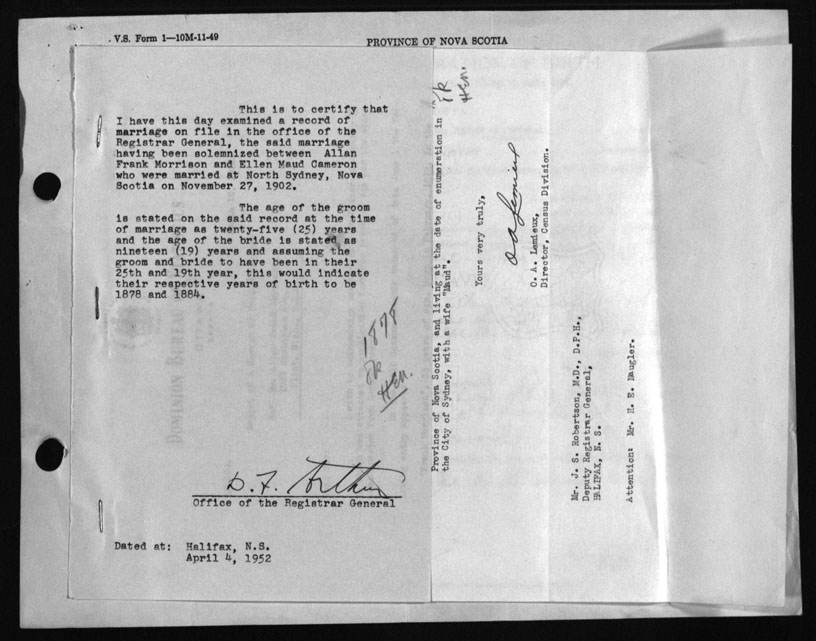 V.S. Form 1—10M-11-49
PROVINCE OF NOVA SCOTIA
This is to certify that
I have this day examined a record of
marriage on file in the office of the
Registrar General, the said marriage
having been solemnized between Allan
Frank Morrison and Ellen Maud Cameron
who were married at North Sydney, Nova
Scotia on November 27, 1902.
The age of the groom
is stated on the said record at the time
of marriage as twenty-five (25) years
and the age of the bride is stated as
nineteen (19) years and assuming the
groom and bride to have been in their
25th and 19th year, this would indicate
their respective years of birth to be
1878 and 1884.
1878
Ok
HEN.
D. F. Arthur
Office of the Registrar General
Dated at: Halifax, N.S.
April 4, 1952
Province of Nova Scotia, and living at the date of enumeration in
the City of Sydney, with a wife "Maud".
Ok
HEN.
Yours very truly,
O A Lemieux
O. A. Lemieux,
Director, Census Division.
Mr. J. S. Robertson, M.D., D.P.H.,
Deputy Registrar General,
HALIFAX, N. S.
Attention: Mr. H. E. Naugler.